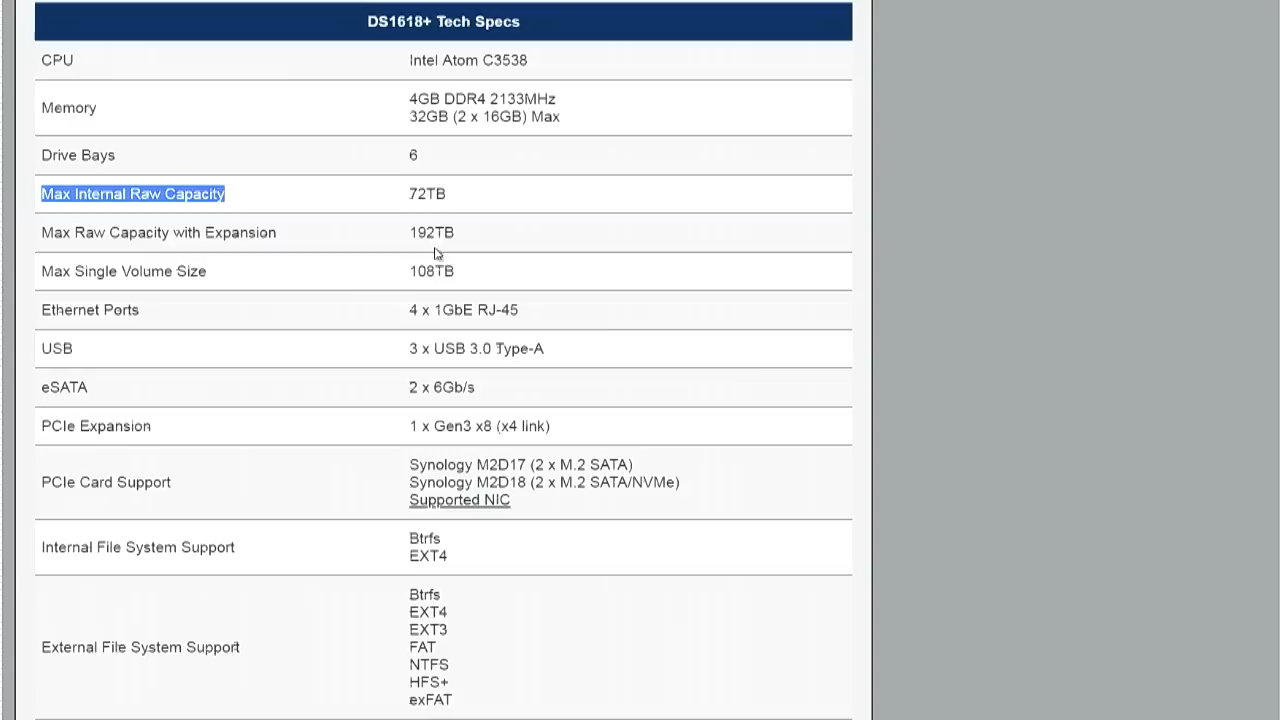 DS1618+ Tech Specs
CPU
Intel Atom C3538
Memory
4GB DDR4 2133MHz
32GB (2 x 16GB) Max
Drive Bays
6
Max Internal Raw Capacity
72TB
Max Raw Capacity with Expansion
192TB
Max Single Volume Size
108TB
Ethernet Ports
4 x 1GbE RJ-45
USB
3 x USB 3.0 Type-A
eSATA
2 x 6Gb/s
PCIe Expansion
1 x Gen3 x8 (x4 link)
PCIe Card Support
Synology M2D17 (2 x M.2 SATA)
Synology M2D18 (2 x M.2 SATA/NVMe)
Supported NIC
Internal File System Support
Btrfs
EXT4
External File System Support
Btrfs
EXT4
EXT3
FAT
NTFS
HFS+
exFAT